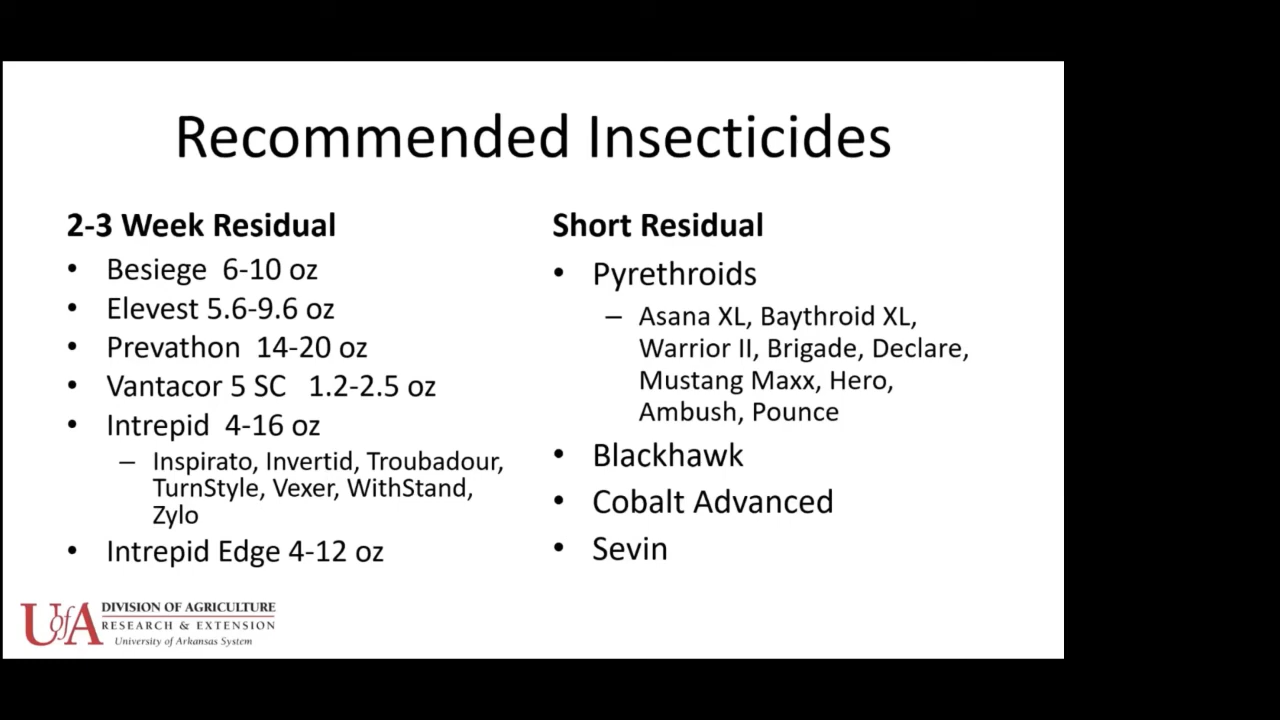 Recommended Insecticides
2-3 Week Residual
• Besiege 6-10 oz
• Elevest 5.6-9.6 oz
• Prevathon 14-20 oz
• Vantacor 5 SC 1.2-2.5 oz
• Intrepid 4-16 oz
– Inspirato, Invertid, Troubadour,
TurnStyle, Vexer, WithStand,
Zylo
• Intrepid Edge 4-12 oz
Short Residual
• Pyrethroids
– Asana XL, Baythroid XL,
Warrior II, Brigade, Declare,
Mustang Maxx, Hero,
Ambush, Pounce
• Blackhawk
• Cobalt Advanced
• Sevin
UofA
DIVISION OF AGRICULTURE
RESEARCH & EXTENSION
University of Arkansas System